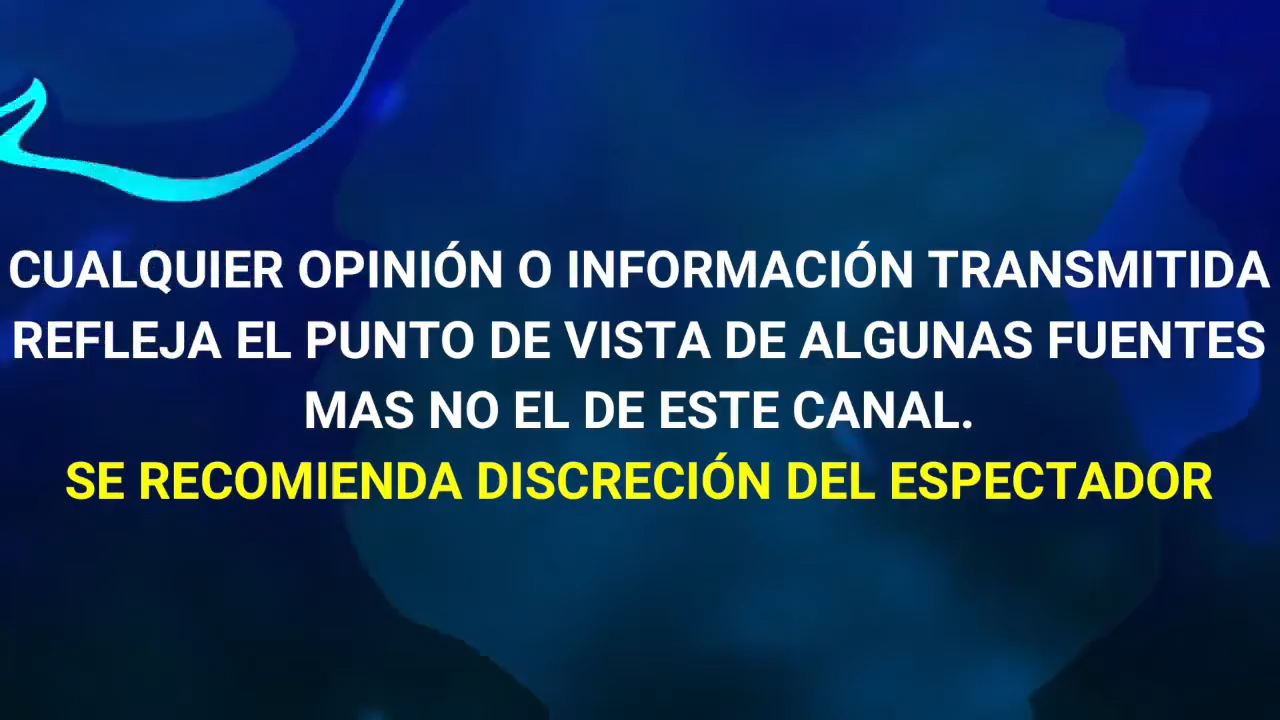 CUALQUIER OPINIÓN O INFORMACIÓN TRANSMITIDA
REFLEJA EL PUNTO DE VISTA DE ALGUNAS FUENTES
MAS NO EL DE ESTE CANAL.
SE RECOMIENDA DISCRECIÓN DEL ESPECTADOR